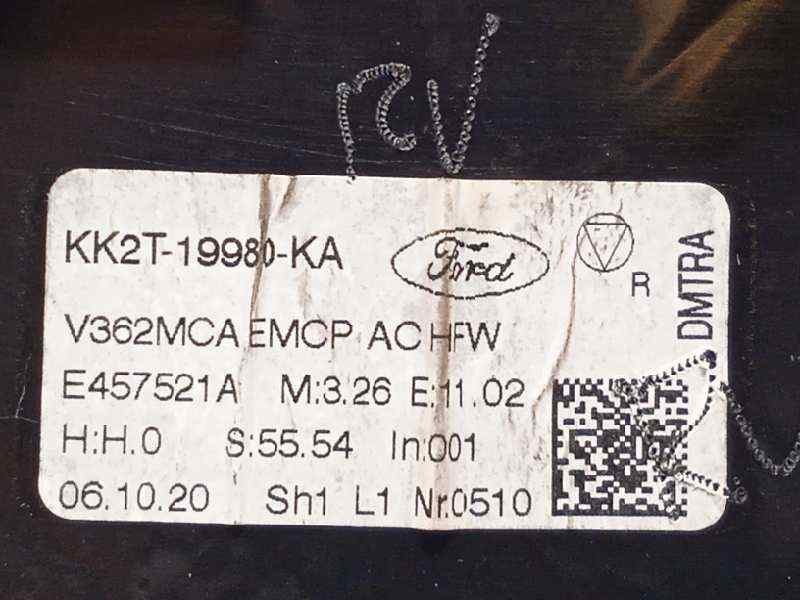 KK2T-19980-KA
Ford
R
DMTRA
V362MCA EMCP AC HFW
E457521A M:3.26 E:11.02
H:H.0 S:55.54 In:001
06.10.20 Sh1 L1 Nr.0510